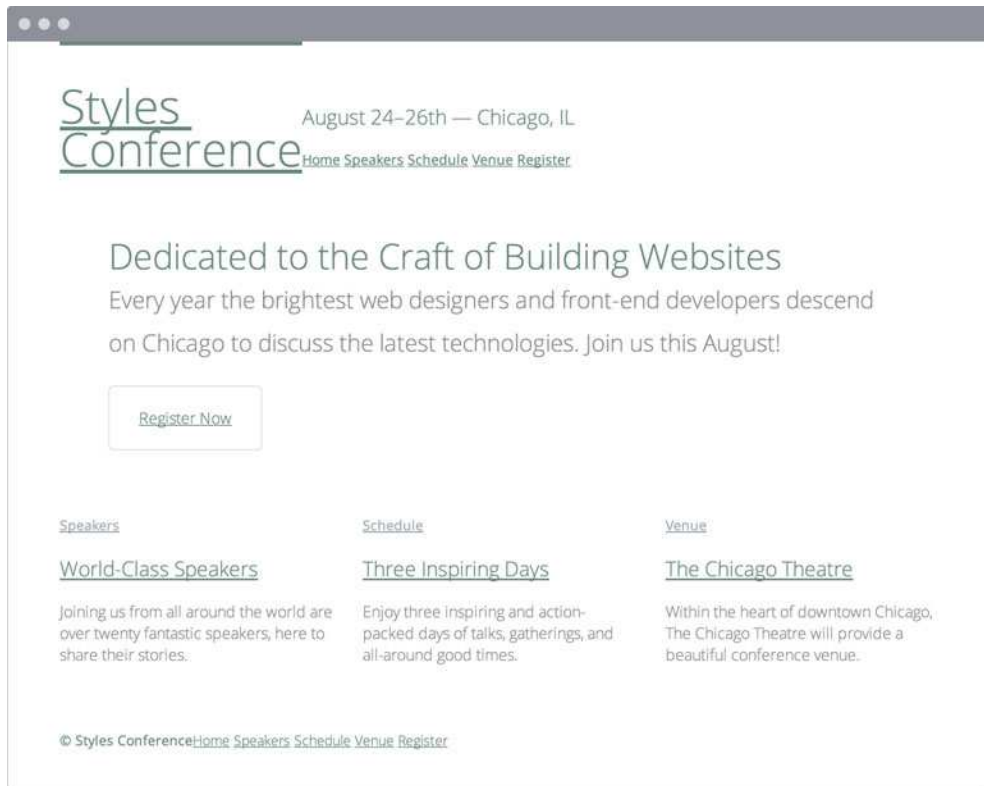 Styles
Conference
August 24–26th — Chicago, IL
Home Speakers Schedule Venue Register
Dedicated to the Craft of Building Websites
Every year the brightest web designers and front-end developers descend
on Chicago to discuss the latest technologies. Join us this August!
Register Now
Speakers
World-Class Speakers
Joining us from all around the world are
over twenty fantastic speakers, here to
share their stories.
Schedule
Three Inspiring Days
Enjoy three inspiring and action-
packed days of talks, gatherings, and
all-around good times.
Venue
The Chicago Theatre
Within the heart of downtown Chicago,
The Chicago Theatre will provide a
beautiful conference venue.
© Styles ConferenceHome Speakers Schedule Venue Register